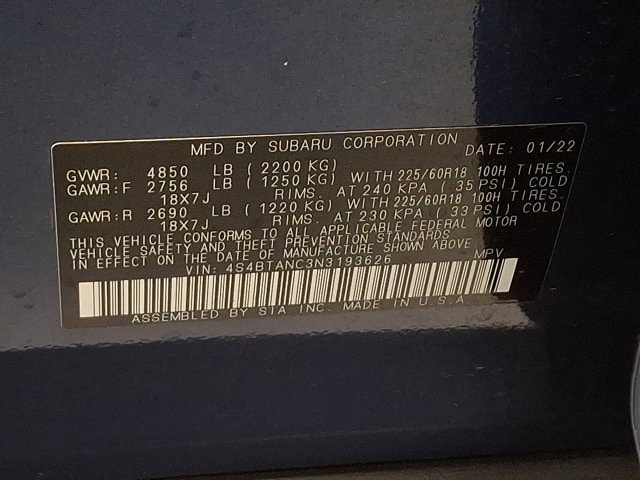 MFD BY SUBARU CORPORATION DATE: 01/22
GVWR: 4850 LB (2200 KG)
GAWR:F 2756 LB (1250 KG) WITH 225/60R18 100H TIRES.
18X7J RIMS. AT 240 KPA (35 PSI) COLD
GAWR:R 2690 LB (1220 KG) WITH 225/60R18 100H TIRES.
18X7J RIMS. AT 230 KPA (33 PSI) COLD
THIS VEHICLE CONFORMS TO ALL APPLICABLE FEDERAL MOTOR
VEHICLE SAFETY AND THEFT PREVENTION STANDARDS
IN EFFECT ON THE DATE OF MANUFACTURE SHOWN ABOVE
VIN: 4S4BTANC3N3193626 MPV
ASSEMBLED BY SIA INC. MADE IN U.S.A